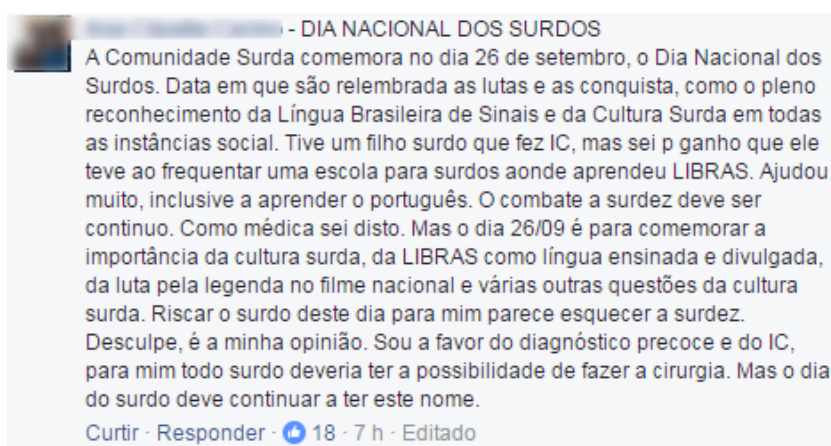 - DIA NACIONAL DOS SURDOS
A Comunidade Surda comemora no dia 26 de setembro, o Dia Nacional dos
Surdos. Data em que são relembrada as lutas e as conquista, como o pleno
reconhecimento da Língua Brasileira de Sinais e da Cultura Surda em todas
as instâncias social. Tive um filho surdo que fez IC, mas sei p ganho que ele
teve ao frequentar uma escola para surdos aonde aprendeu LIBRAS. Ajudou
muito, inclusive a aprender o português. O combate a surdez deve ser
continuo. Como médica sei disto. Mas o dia 26/09 é para comemorar a
importância da cultura surda, da LIBRAS como língua ensinada e divulgada,
da luta pela legenda no filme nacional e várias outras questões da cultura
surda. Riscar o surdo deste dia para mim parece esquecer a surdez.
Desculpe, é a minha opinião. Sou a favor do diagnóstico precoce e do IC,
para mim todo surdo deveria ter a possibilidade de fazer a cirurgia. Mas o dia
do surdo deve continuar a ter este nome.
Curtir · Responder · 18 · 7 h · Editado